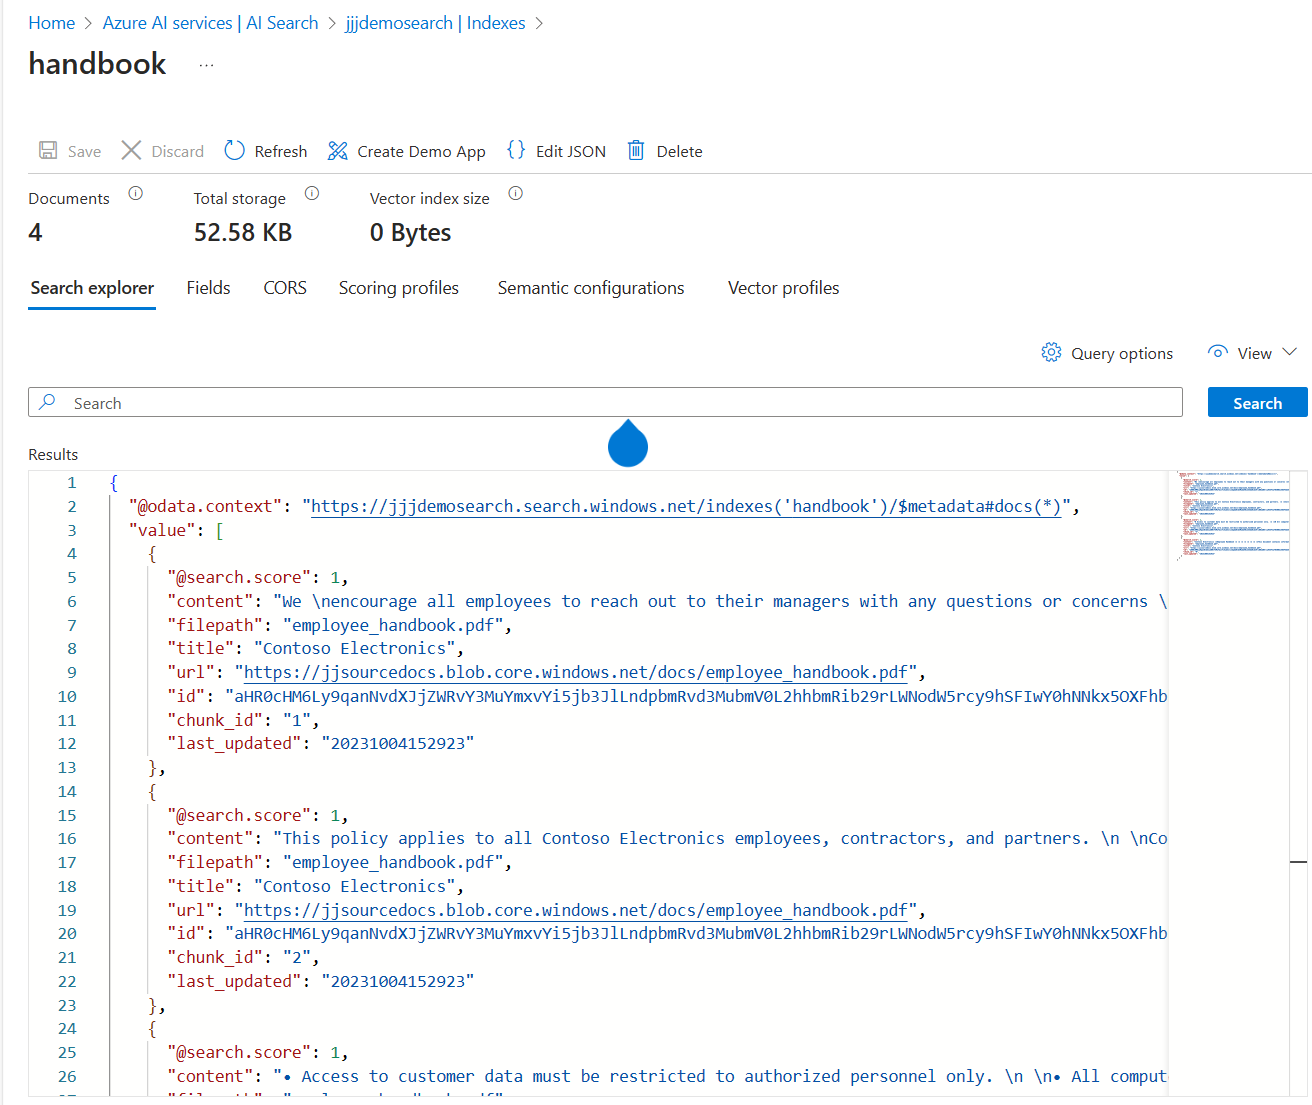 Home > Azure AI services | AI Search > jjjdemosearch | Indexes >
handbook ...
Save Discard Refresh Create Demo App {} Edit JSON Delete
Documents Total storage Vector index size
4 52.58 KB 0 Bytes
Search explorer Fields CORS Scoring profiles Semantic configurations Vector profiles
Query options View
Search Search
Results
1 {
2 "@odata.context": "https://jjjdemosearch.search.windows.net/indexes('handbook')/$metadata#docs(*)",
3 "value": [
4 {
5 "@search.score": 1,
6 "content": "We \nencourage all employees to reach out to their managers with any questions or concerns \
7 "filepath": "employee_handbook.pdf",
8 "title": "Contoso Electronics",
9 "url": "https://jjsourcedocs.blob.core.windows.net/docs/employee_handbook.pdf",
10 "id": "aHR0cHM6Ly9qanNvdXJjZWRvY3MuYmxvYi5jb3JlLndpbmRvd3MubmV0L2hhbmRib29rLWNodW5rcy9hSFIwY0hNNkx5OXFhb
11 "chunk_id": "1",
12 "last_updated": "20231004152923"
13 },
14 {
15 "@search.score": 1,
16 "content": "This policy applies to all Contoso Electronics employees, contractors, and partners. \n \nCo
17 "filepath": "employee_handbook.pdf",
18 "title": "Contoso Electronics",
19 "url": "https://jjsourcedocs.blob.core.windows.net/docs/employee_handbook.pdf",
20 "id": "aHR0cHM6Ly9qanNvdXJjZWRvY3MuYmxvYi5jb3JlLndpbmRvd3MubmV0L2hhbmRib29rLWNodW5rcy9hSFIwY0hNNkx5OXFhb
21 "chunk_id": "2",
22 "last_updated": "20231004152923"
23 },
24 {
25 "@search.score": 1,
26 "content": "• Access to customer data must be restricted to authorized personnel only. \n \n• All comput